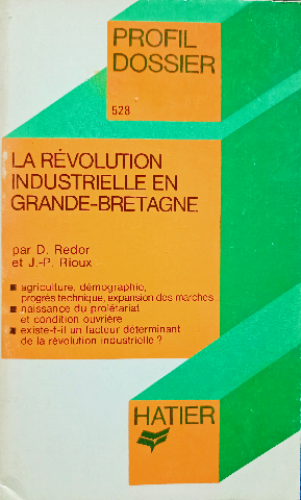 PROFIL
DOSSIER
528
LA RÉVOLUTION
INDUSTRIELLE EN
GRANDE-BRETAGNE
par D. Redor
et J.-P. Rioux
■ agriculture, démographie,
progrès technique, expansion des marchés
■ naissance du prolétariat
et condition ouvrière
■ existe-t-il un facteur déterminant
de la révolution industrielle ?
HATIER